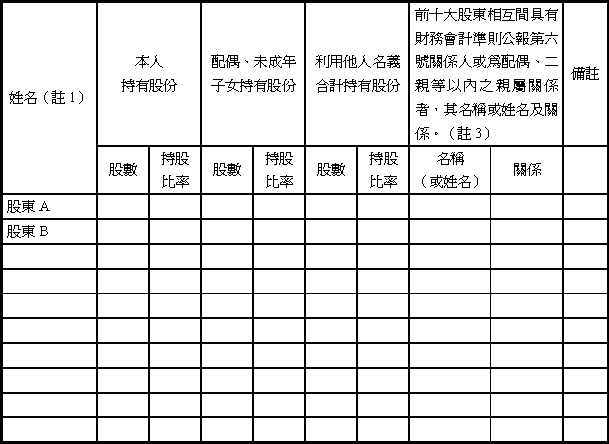 姓名（註1）
本人
持有股份
配偶、未成年
子女持有股份
利用他人名義
合計持有股份
前十大股東相互間具有
財務會計準則公報第六
號關係人或為配偶、二
親等以內之親屬關係
者，其名稱或姓名及關
係。（註3）
備註
股數
持股
比率
股數
持股
比率
股數
持股
比率
名稱
（或姓名）
關係
股東A
股東B